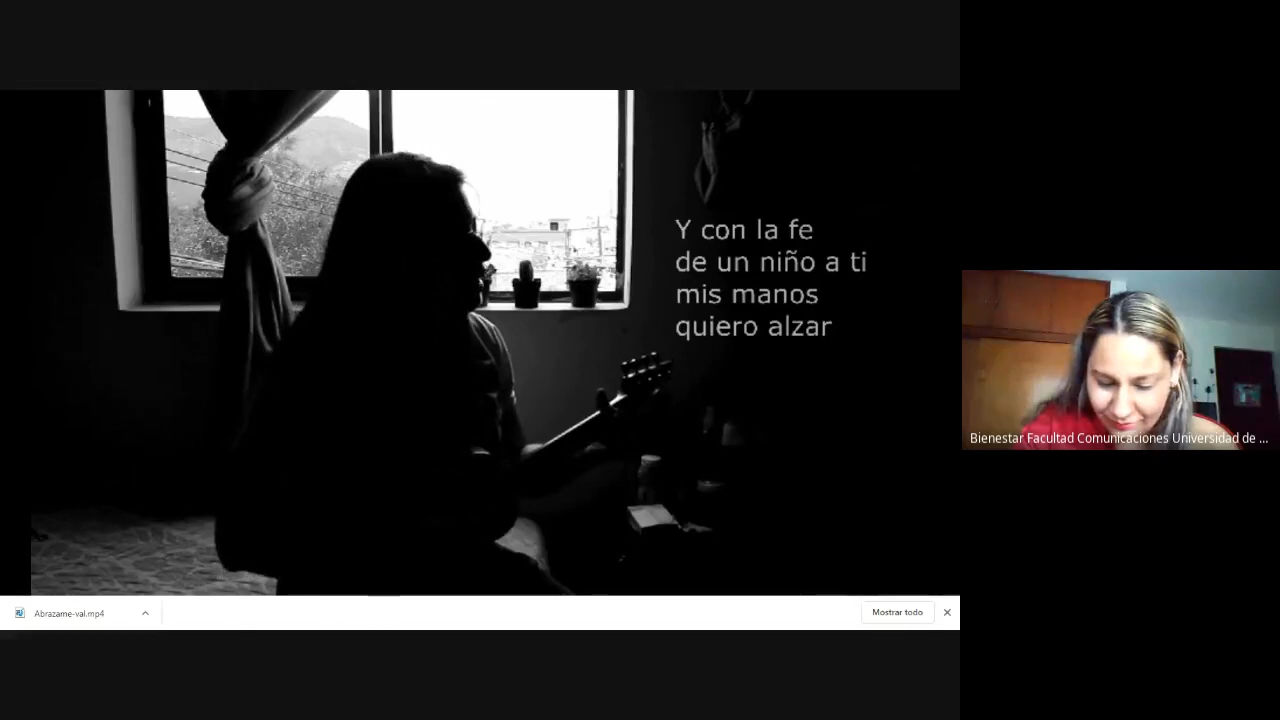 Y con la fe
de un niño a ti
mis manos
quiero alzar
Bienestar Facultad Comunicaciones Universidad de ...
Abrazame-val.mp4
Mostrar todo